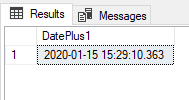 Results Messages
DatePlus1
1 2020-01-15 15:29:10.363